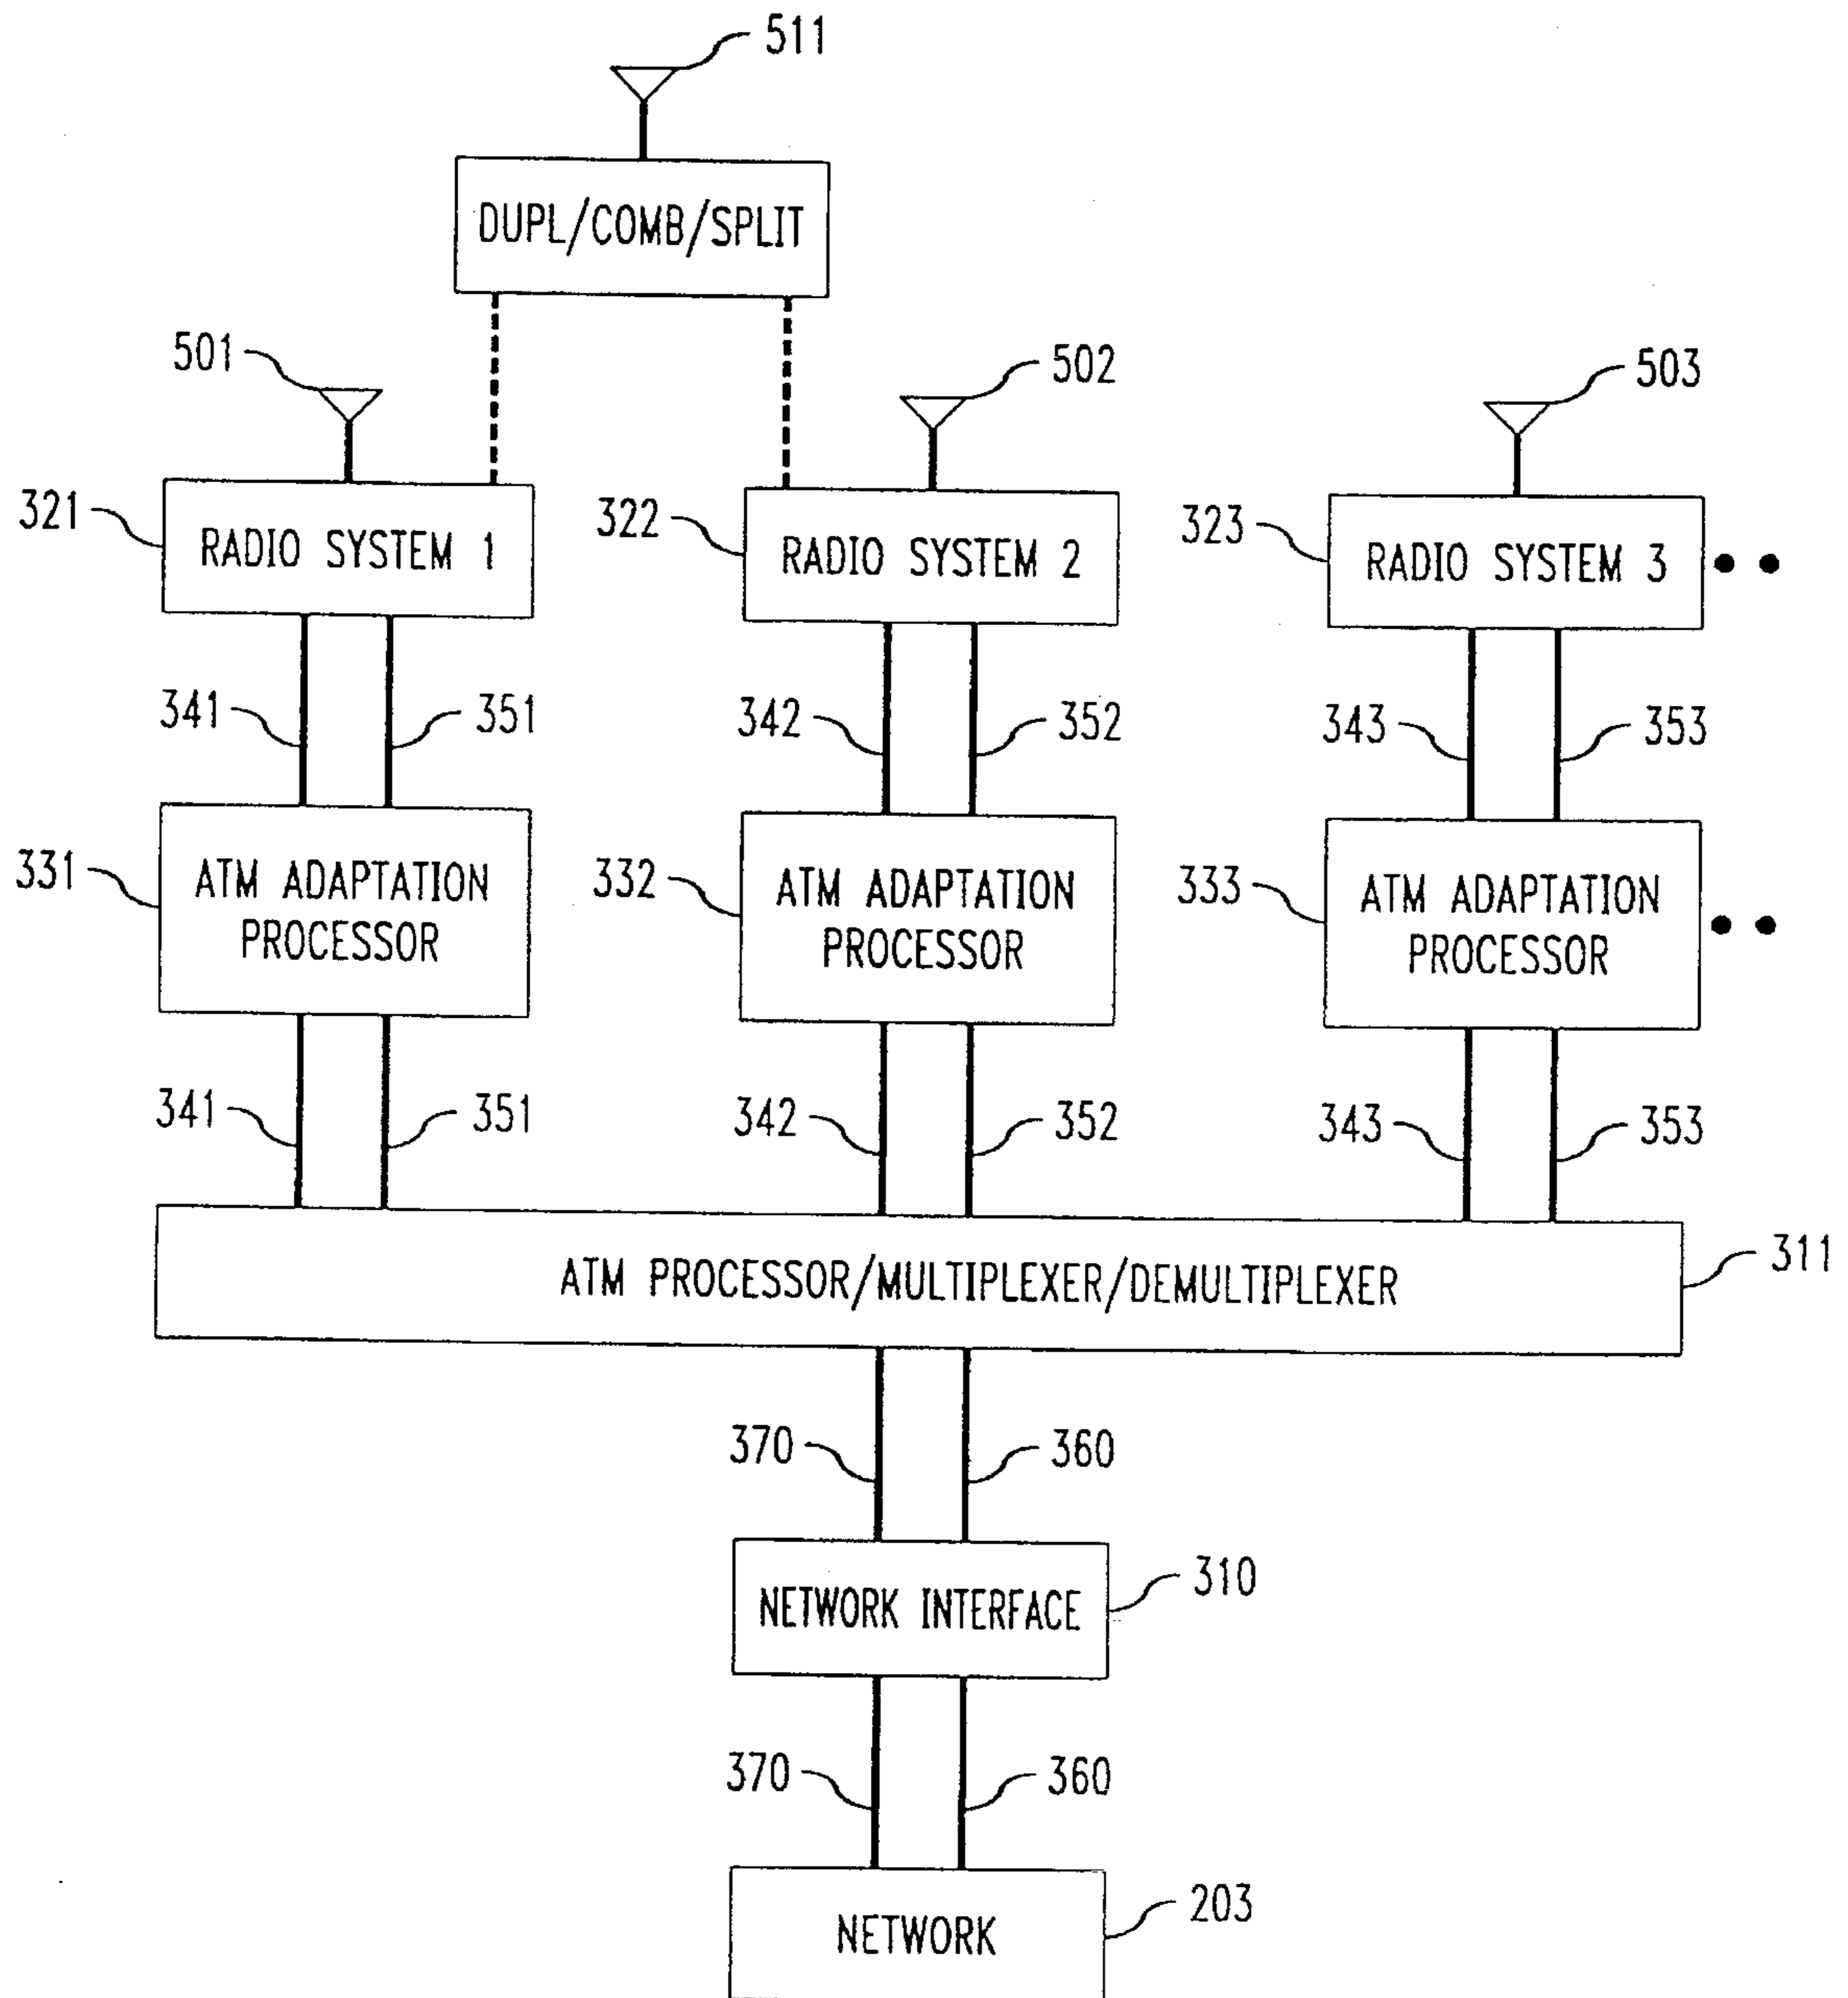 511
DUPL/COMB/SPLIT
501
502
503
321
RADIO SYSTEM 1
322
RADIO SYSTEM 2
323
RADIO SYSTEM 3
341
351
342
352
343
353
331
ATM ADAPTATION
PROCESSOR
332
ATM ADAPTATION
PROCESSOR
333
ATM ADAPTATION
PROCESSOR
341
351
342
352
343
353
ATM PROCESSOR/MULTIPLEXER/DEMULTIPLEXER
311
370
360
NETWORK INTERFACE
310
370
360
NETWORK
203